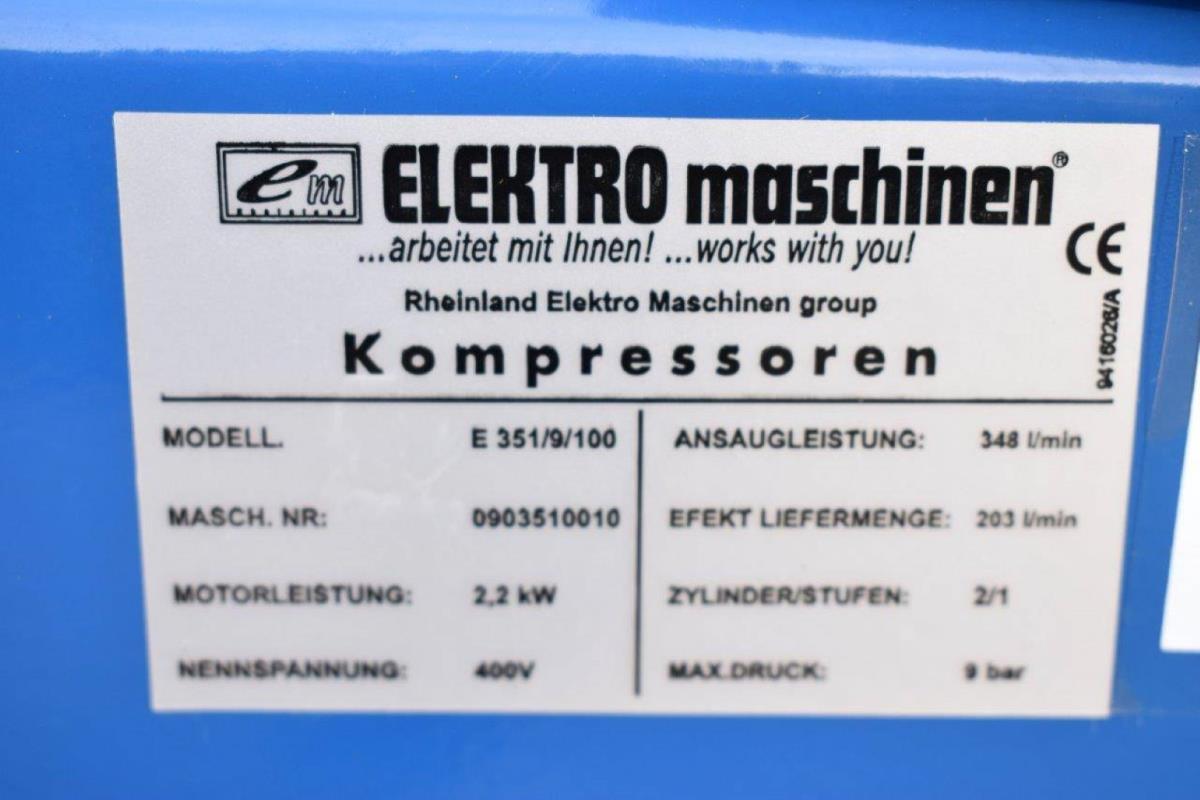 em
rheinland
ELEKTRO maschinen®
...arbeitet mit Ihnen! ...works with you!
CE
Rheinland Elektro Maschinen group
Kompressoren
9416026/A
MODELL. E 351/9/100
MASCH. NR: 0903510010
MOTORLEISTUNG: 2,2 kW
NENNSPANNUNG: 400V
ANSAUGLEISTUNG: 348 l/min
EFEKT LIEFERMENGE: 203 l/min
ZYLINDER/STUFEN: 2/1
MAX.DRUCK: 9 bar